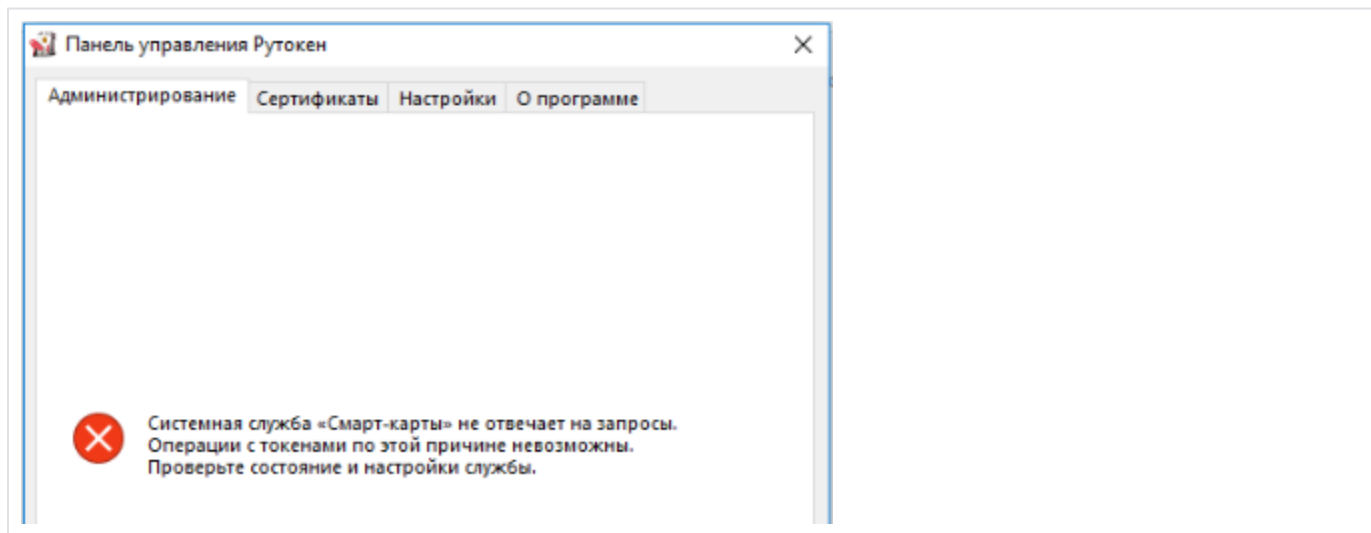 Панель управления Рутокен
Администрирование Сертификаты Настройки О программе
Системная служба «Смарт-карты» не отвечает на запросы.
Операции с токенами по этой причине невозможны.
Проверьте состояние и настройки службы.